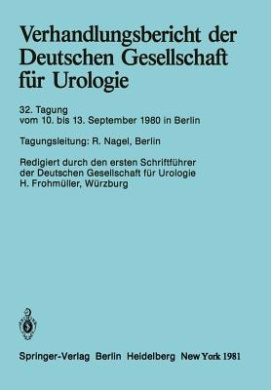 Verhandlungsbericht der
Deutschen Gesellschaft
für Urologie
32. Tagung
vom 10. bis 13. September 1980 in Berlin
Tagungsleitung: R. Nagel, Berlin
Redigiert durch den ersten Schriftführer
der Deutschen Gesellschaft für Urologie
H. Frohmüller, Würzburg
Springer-Verlag Berlin Heidelberg New York 1981